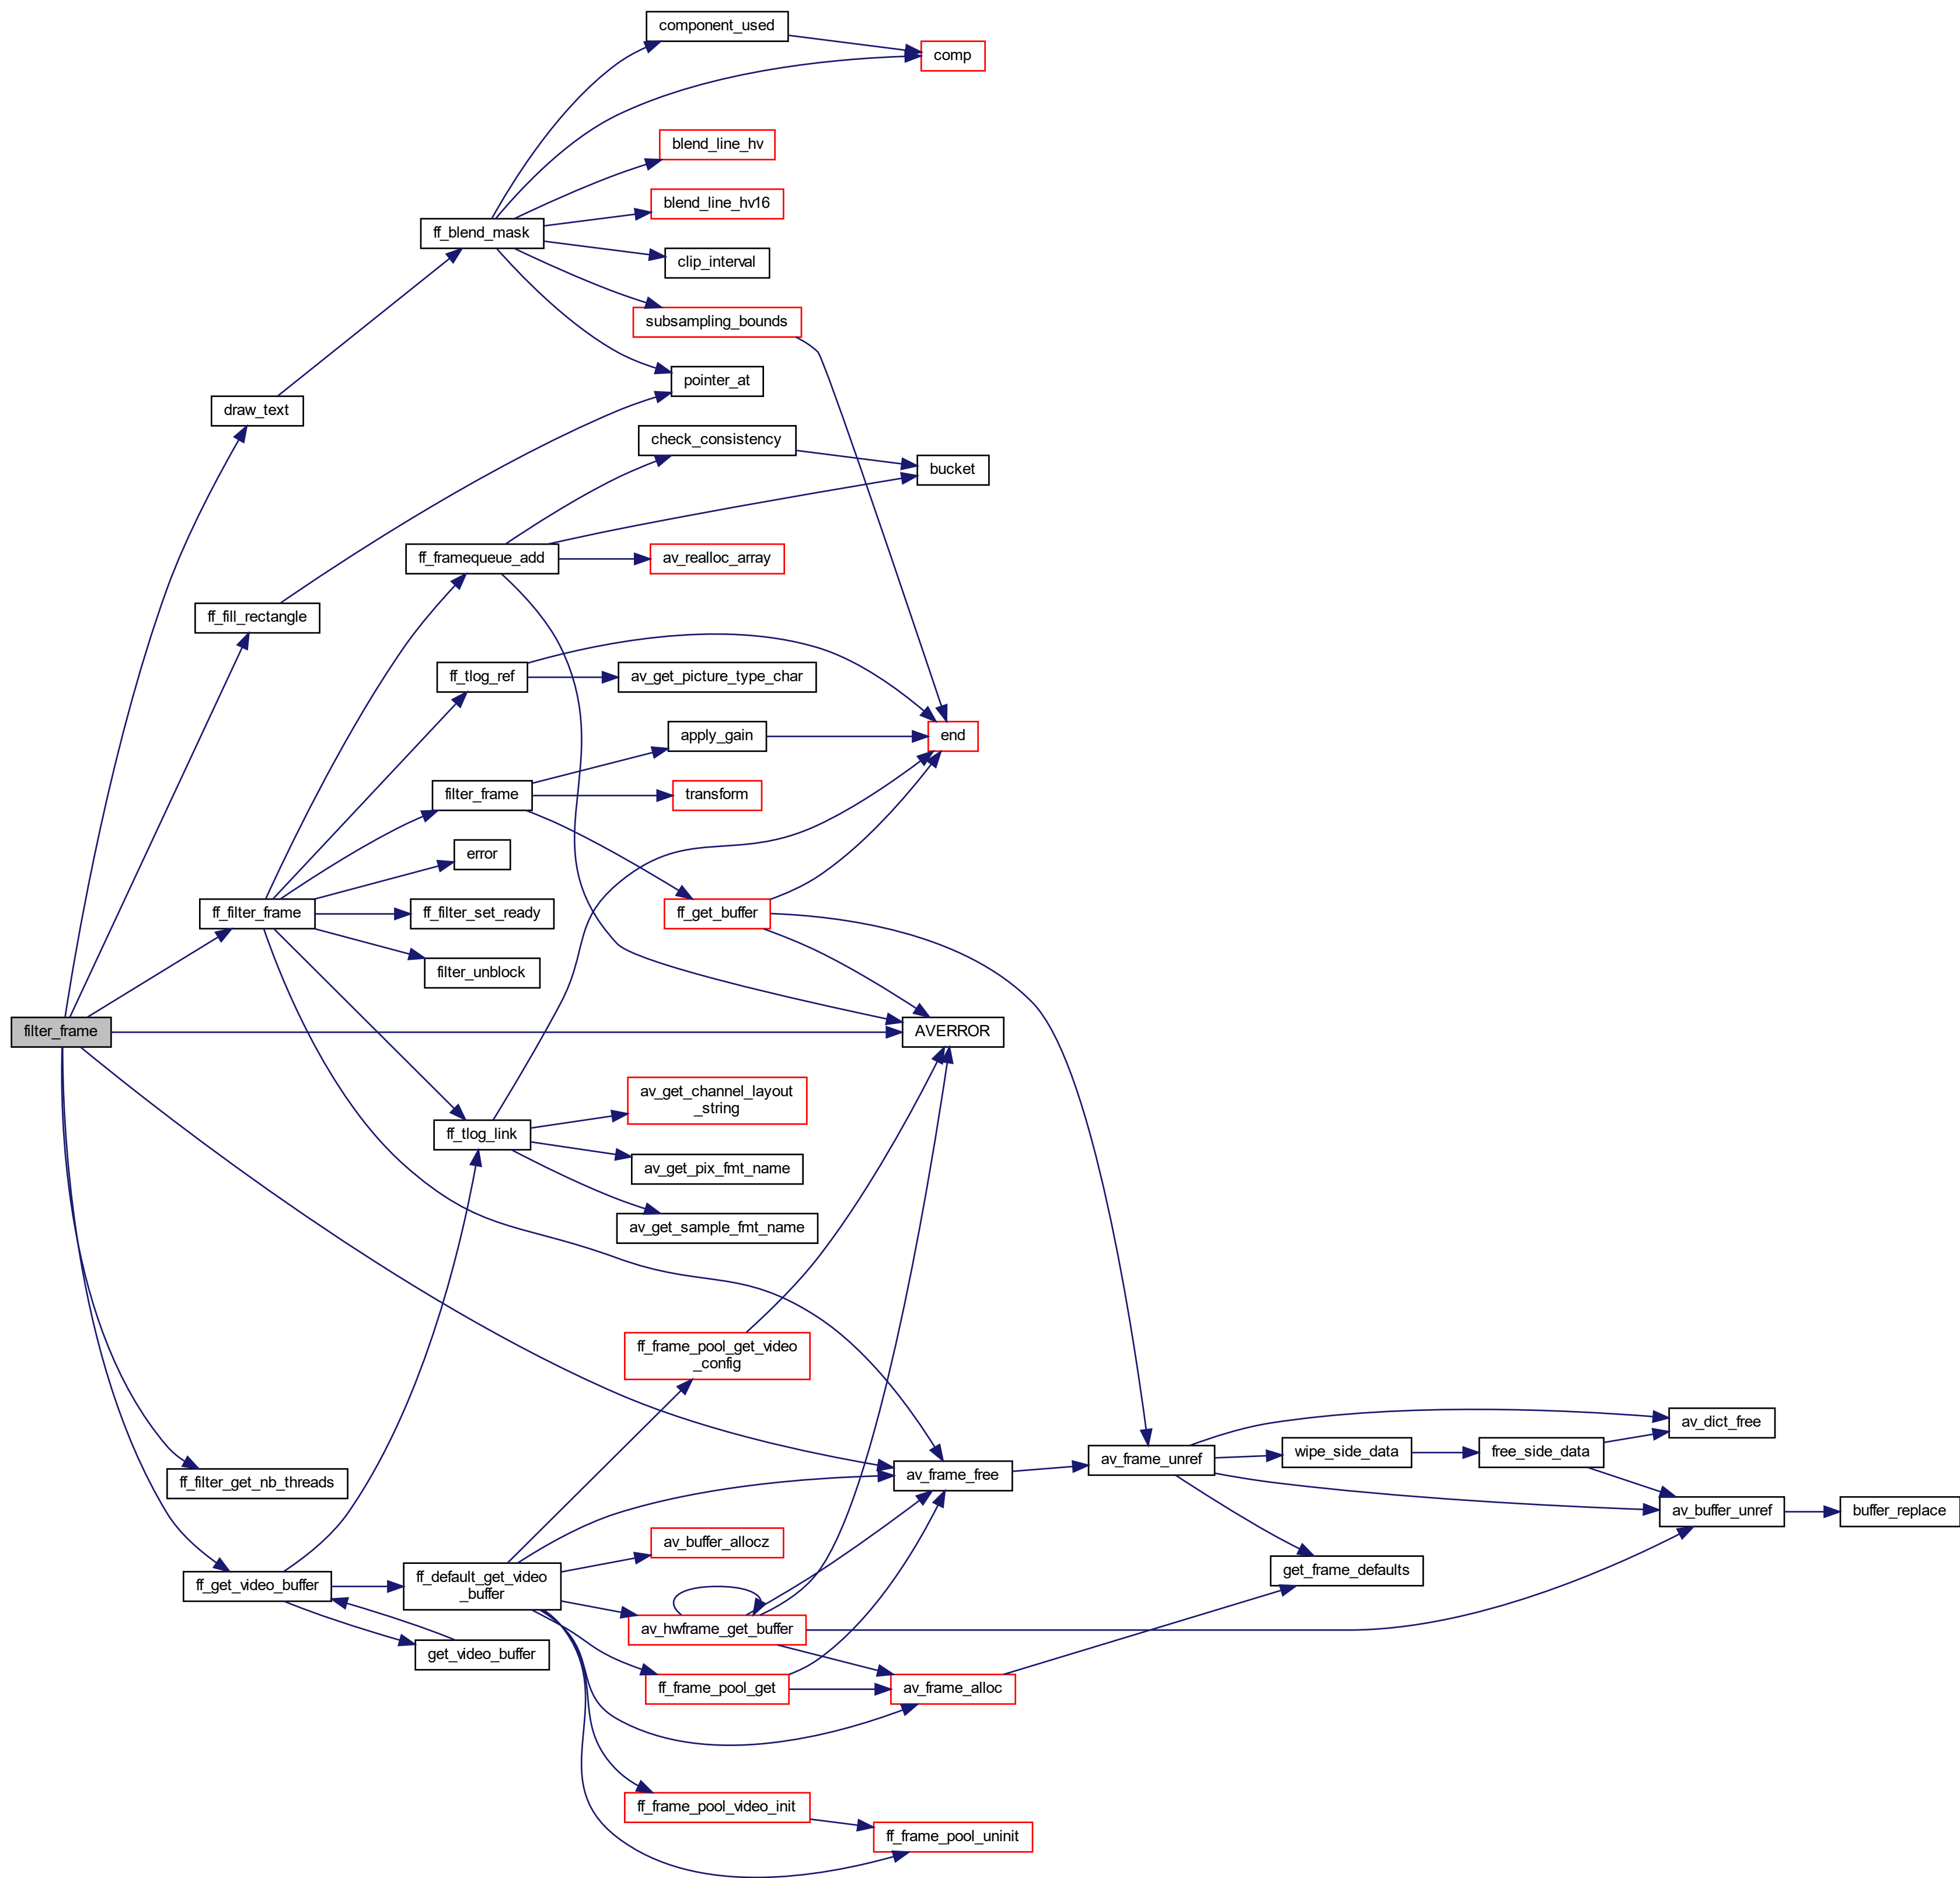 component_used
comp
blend_line_hv
blend_line_hv16
ff_blend_mask
clip_interval
subsampling_bounds
pointer_at
draw_text
check_consistency
bucket
ff_framequeue_add
av_realloc_array
ff_fill_rectangle
ff_tlog_ref
av_get_picture_type_char
apply_gain
end
filter_frame
transform
error
ff_filter_frame
ff_filter_set_ready
ff_get_buffer
filter_unblock
filter_frame
AVERROR
av_get_channel_layout
_string
ff_tlog_link
av_get_pix_fmt_name
av_get_sample_fmt_name
ff_frame_pool_get_video
_config
av_dict_free
av_frame_unref
wipe_side_data
free_side_data
ff_filter_get_nb_threads
av_frame_free
av_buffer_unref
buffer_replace
av_buffer_allocz
get_frame_defaults
ff_get_video_buffer
ff_default_get_video
_buffer
av_hwframe_get_buffer
get_video_buffer
ff_frame_pool_get
av_frame_alloc
ff_frame_pool_video_init
ff_frame_pool_uninit